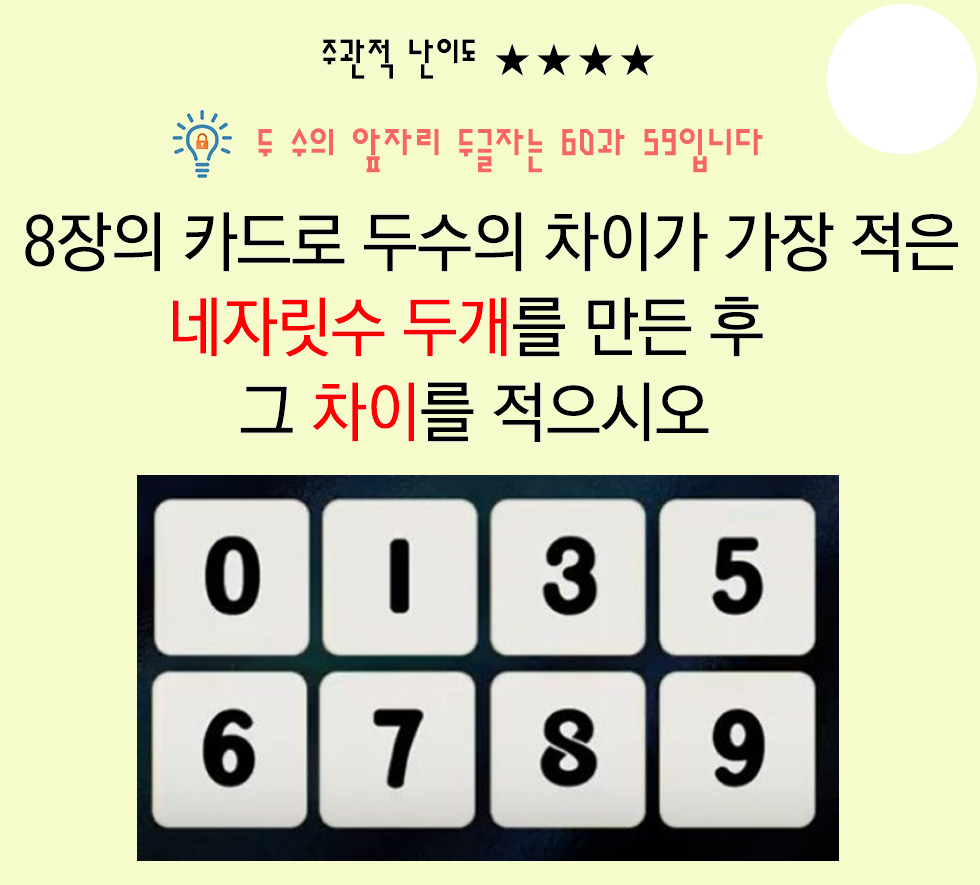 주관적 난이도 ★★★★
두 수의 앞자리 두글자는 60과 59입니다
8장의 카드로 두수의 차이가 가장 적은
네자릿수 두개를 만든 후
그 차이를 적으시오
0 1 3 5
6 7 8 9